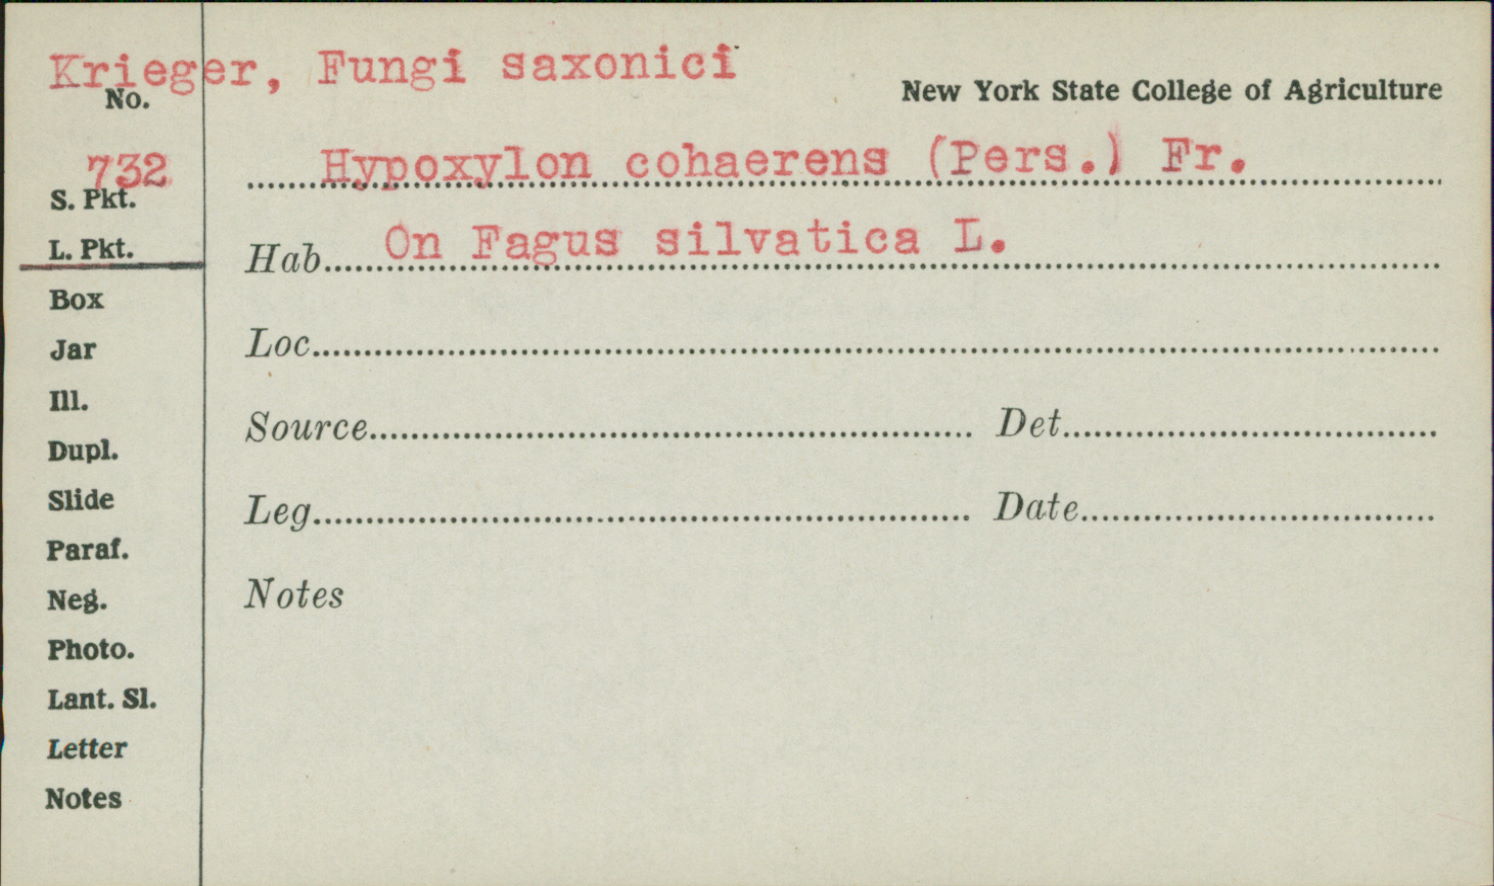 Krieger, Fungi saxonici
No.
New York State College of Agriculture
732
Hypoxylon cohaerens (Pers.) Fr.
S. Pkt.
Hab. On Fagus silvatica L.
L. Pkt.
Box
Loc.
Jar
Ill.
Source Det.
Dupl.
Slide
Leg. Date
Paraf.
Notes
Neg.
Photo.
Lant. Sl.
Letter
Notes